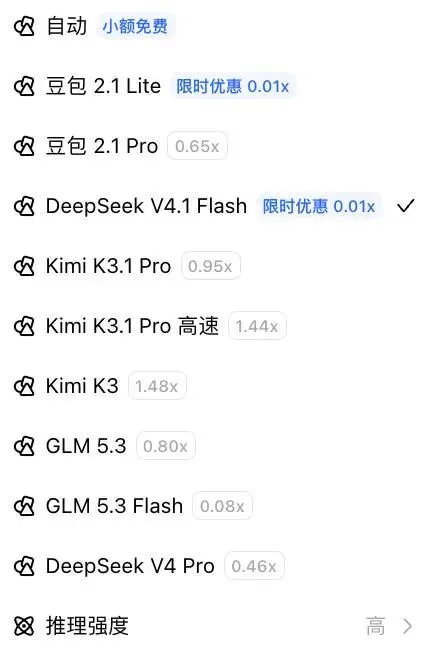 自动 小额免费
豆包 2.1 Lite 限时优惠 0.01x
豆包 2.1 Pro 0.65x
DeepSeek V4.1 Flash 限时优惠 0.01x
Kimi K3.1 Pro 0.95x
Kimi K3.1 Pro 高速 1.44x
Kimi K3 1.48x
GLM 5.3 0.80x
GLM 5.3 Flash 0.08x
DeepSeek V4 Pro 0.46x
推理强度 高